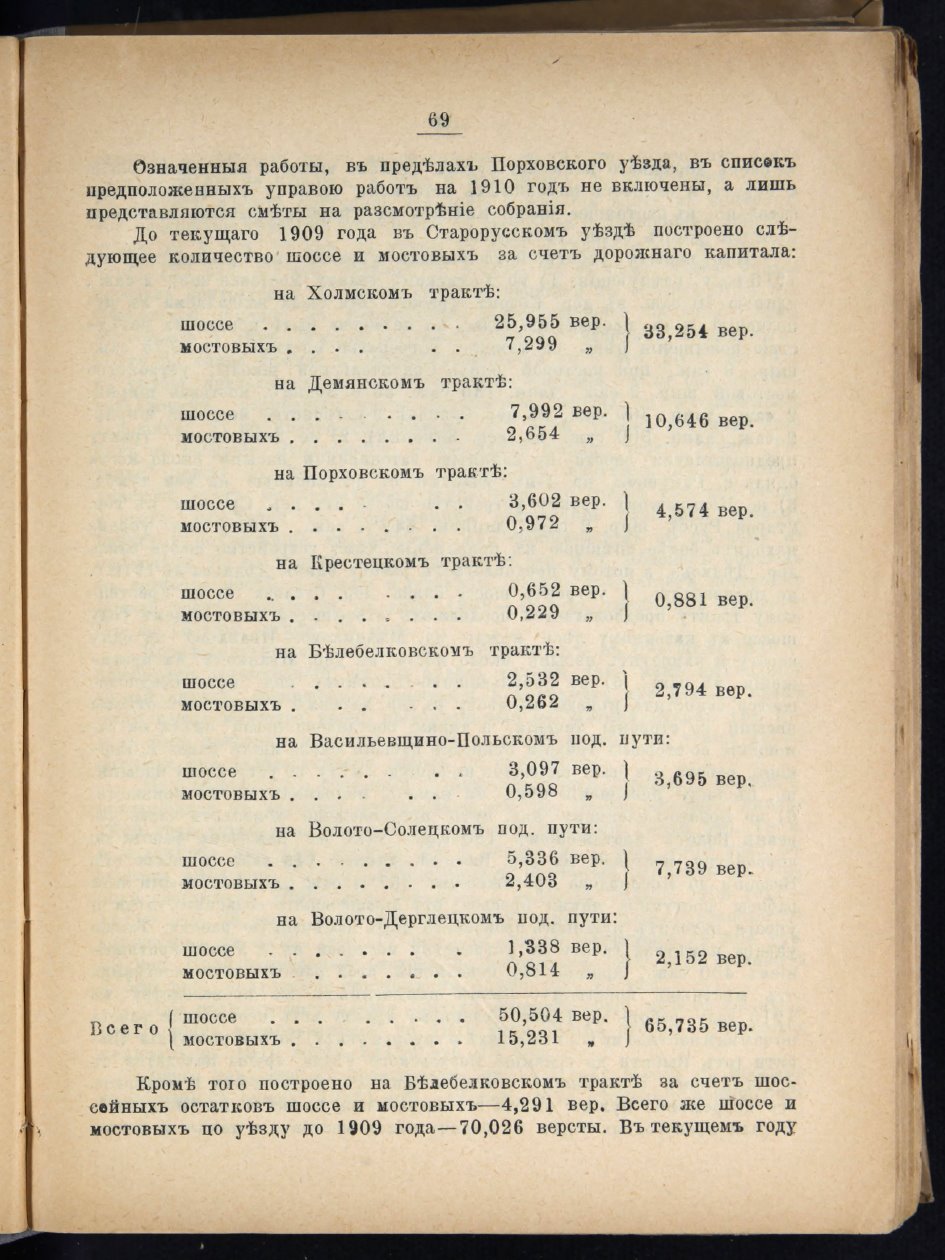 69
Означенныя работы, въ предѣлахъ Порховского уѣзда, въ списокъ
предположенныхъ управою работъ на 1910 годъ не включены, а лишь
представляются смѣты на разсмотрѣніе собранія.
До текущаго 1909 года въ Старорусскомъ уѣздѣ построено слѣ-
дующее количество шоссе и мостовыхъ за счетъ дорожнаго капитала:
на Холмскомъ трактѣ:
шоссе . . . . . . . . . 25,955 вер. } 33,254 вер.
мостовыхъ . . . . . . 7,299 „
на Демянскомъ трактѣ:
шоссе . . . . . . . . . 7,992 вер. } 10,646 вер.
мостовыхъ . . . . . . . . 2,654 „
на Порховскомъ трактѣ:
шоссе . . . . . . 3,602 вер. } 4,574 вер.
мостовыхъ . . . . . . . . 0,972 „
на Крестецкомъ трактѣ:
шоссе . . . . . . . . 0,652 вер. } 0,881 вер.
мостовыхъ . . . . . . . . 0,229 „
на Бѣлебелковскомъ трактѣ:
шоссе . . . . . . . . 2,532 вер. } 2,794 вер.
мостовыхъ . . . . . . 0,262 „
на Васильевщино-Польскомъ под. пути:
шоссе . . . . . . . 3,097 вер. } 3,695 вер.
мостовыхъ . . . . . 0,598 „
на Волото-Солецкомъ под. пути:
шоссе . . . . . . . . . 5,336 вер. } 7,739 вер.
мостовыхъ . . . . . . . . 2,403 „
на Волото-Дерглецкомъ под. пути:
шоссе . . . . . . . . 1,338 вер. } 2,152 вер.
мостовыхъ . . . . . . . 0,814 „
Всего { шоссе . . . . . . . . 50,504 вер. } 65,735 вер.
мостовыхъ . . . . . . . . 15,231 „
Кромѣ того построено на Бѣлебелковскомъ трактѣ за счетъ шос-
сейныхъ остатковъ шоссе и мостовыхъ—4,291 вер. Всего же шоссе и
мостовыхъ по уѣзду до 1909 года—70,026 версты. Въ текущемъ году